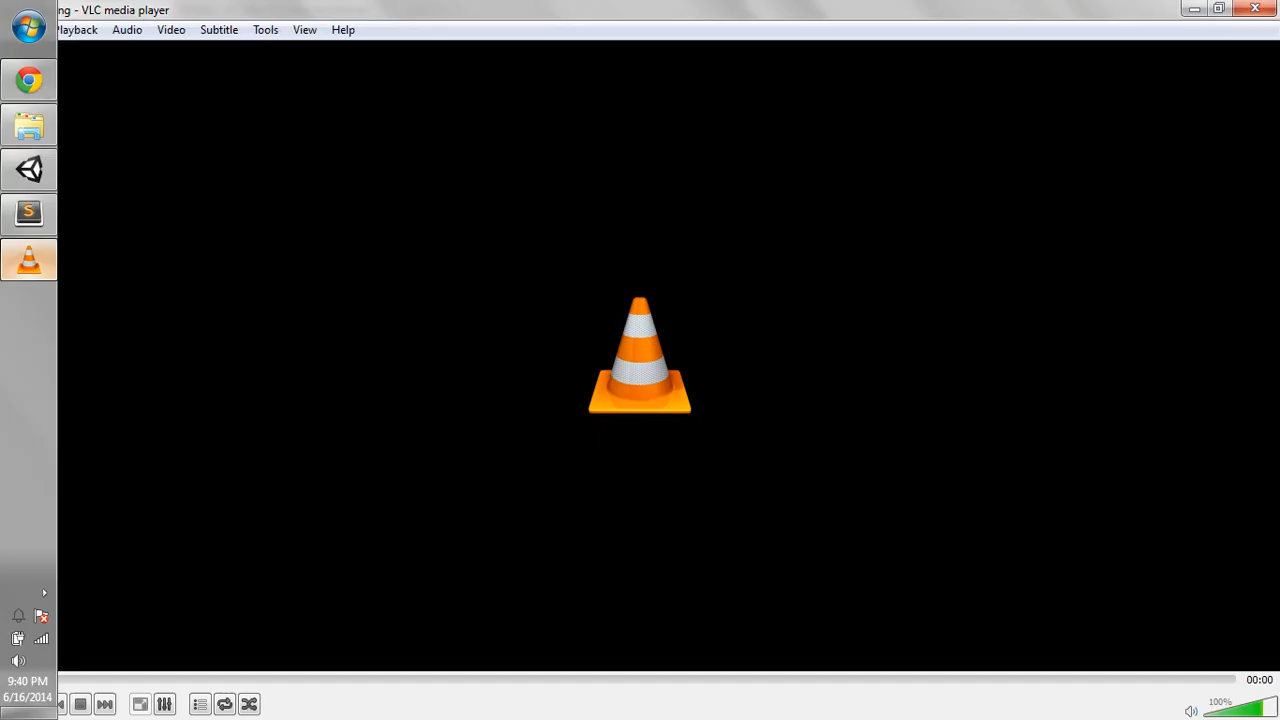 ng - VLC media player
Playback Audio Video Subtitle Tools View Help
S
00:00
100%
9:40 PM
6/16/2014